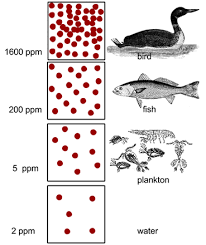 1600 ppm
bird
200 ppm
fish
5 ppm
plankton
2 ppm
water